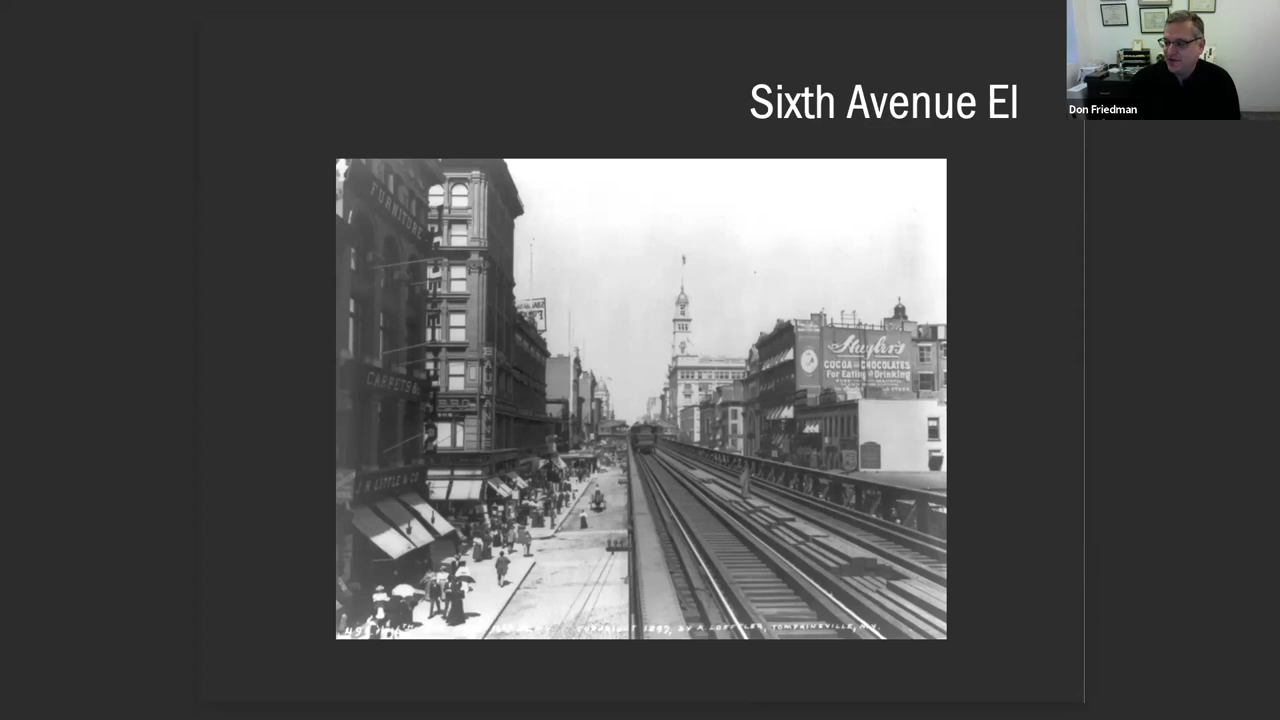 Sixth Avenue El
Don Friedman
FURNITURE
CARPETS &
LITTLE & CO
Huyler's
COCOA AND CHOCOLATES
For Eating & Drinking
COPYRIGHT 1897, BY A. LOEFFLER, TOMPKINSVILLE, N.Y.